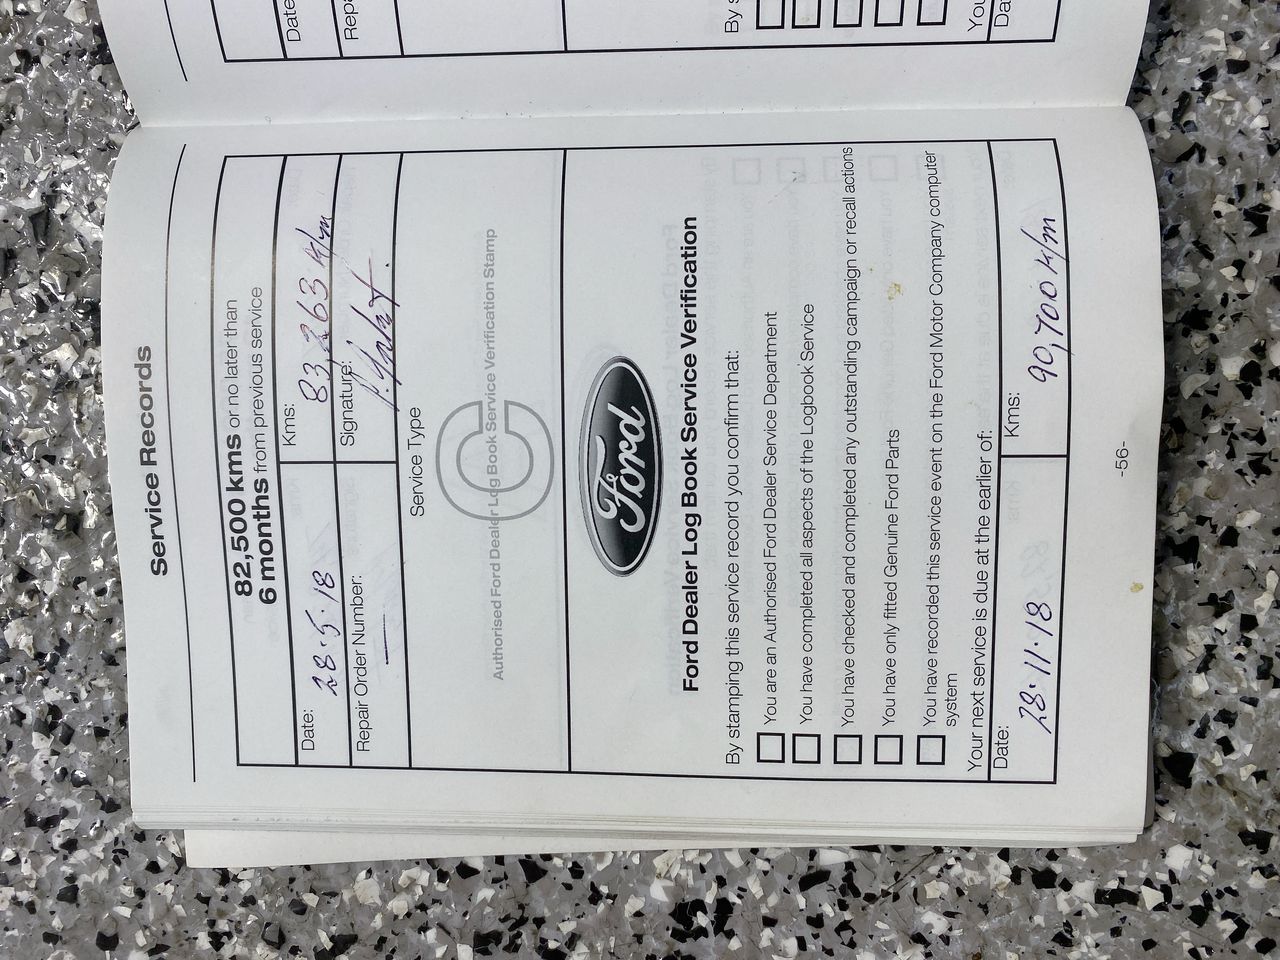 Service Records
82,500 kms or no later than
6 months from previous service
Date: 28·5·18 Kms: 83,263 k/m
Repair Order Number: — Signature:
Service Type
C
Authorised Ford Dealer Log Book Service Verification Stamp
Ford
Ford Dealer Log Book Service Verification
By stamping this service record you confirm that:
You are an Authorised Ford Dealer Service Department
You have completed all aspects of the Logbook Service
You have checked and completed any outstanding campaign or recall actions
You have only fitted Genuine Ford Parts
You have recorded this service event on the Ford Motor Company computer
system
Your next service is due at the earlier of:
Date: 28·11·18 Kms: 90,700 k/m
-56-
Date
Repa
By s
You
Da